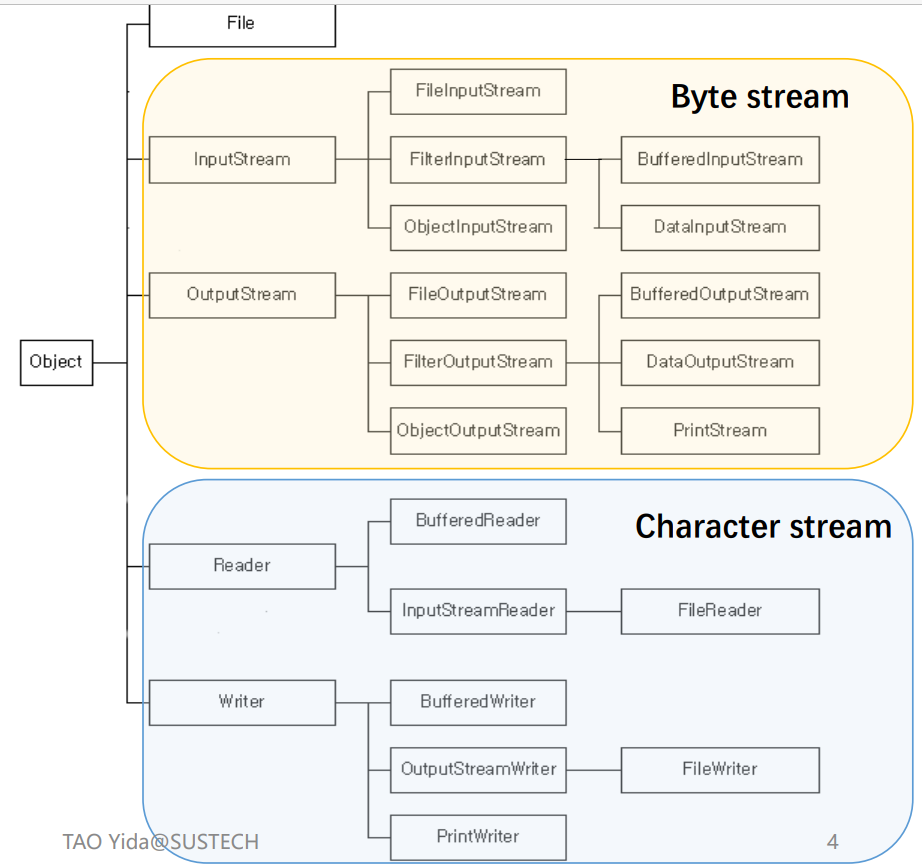 File
Byte stream
FileInputStream
InputStream
FilterInputStream
BufferedInputStream
ObjectInputStream
DataInputStream
OutputStream
FileOutputStream
BufferedOutputStream
Object
FilterOutputStream
DataOutputStream
ObjectOutputStream
PrintStream
Character stream
BufferedReader
Reader
InputStreamReader
FileReader
Writer
BufferedWriter
OutputStreamWriter
FileWriter
PrintWriter
TAO Yida@SUSTECH
4